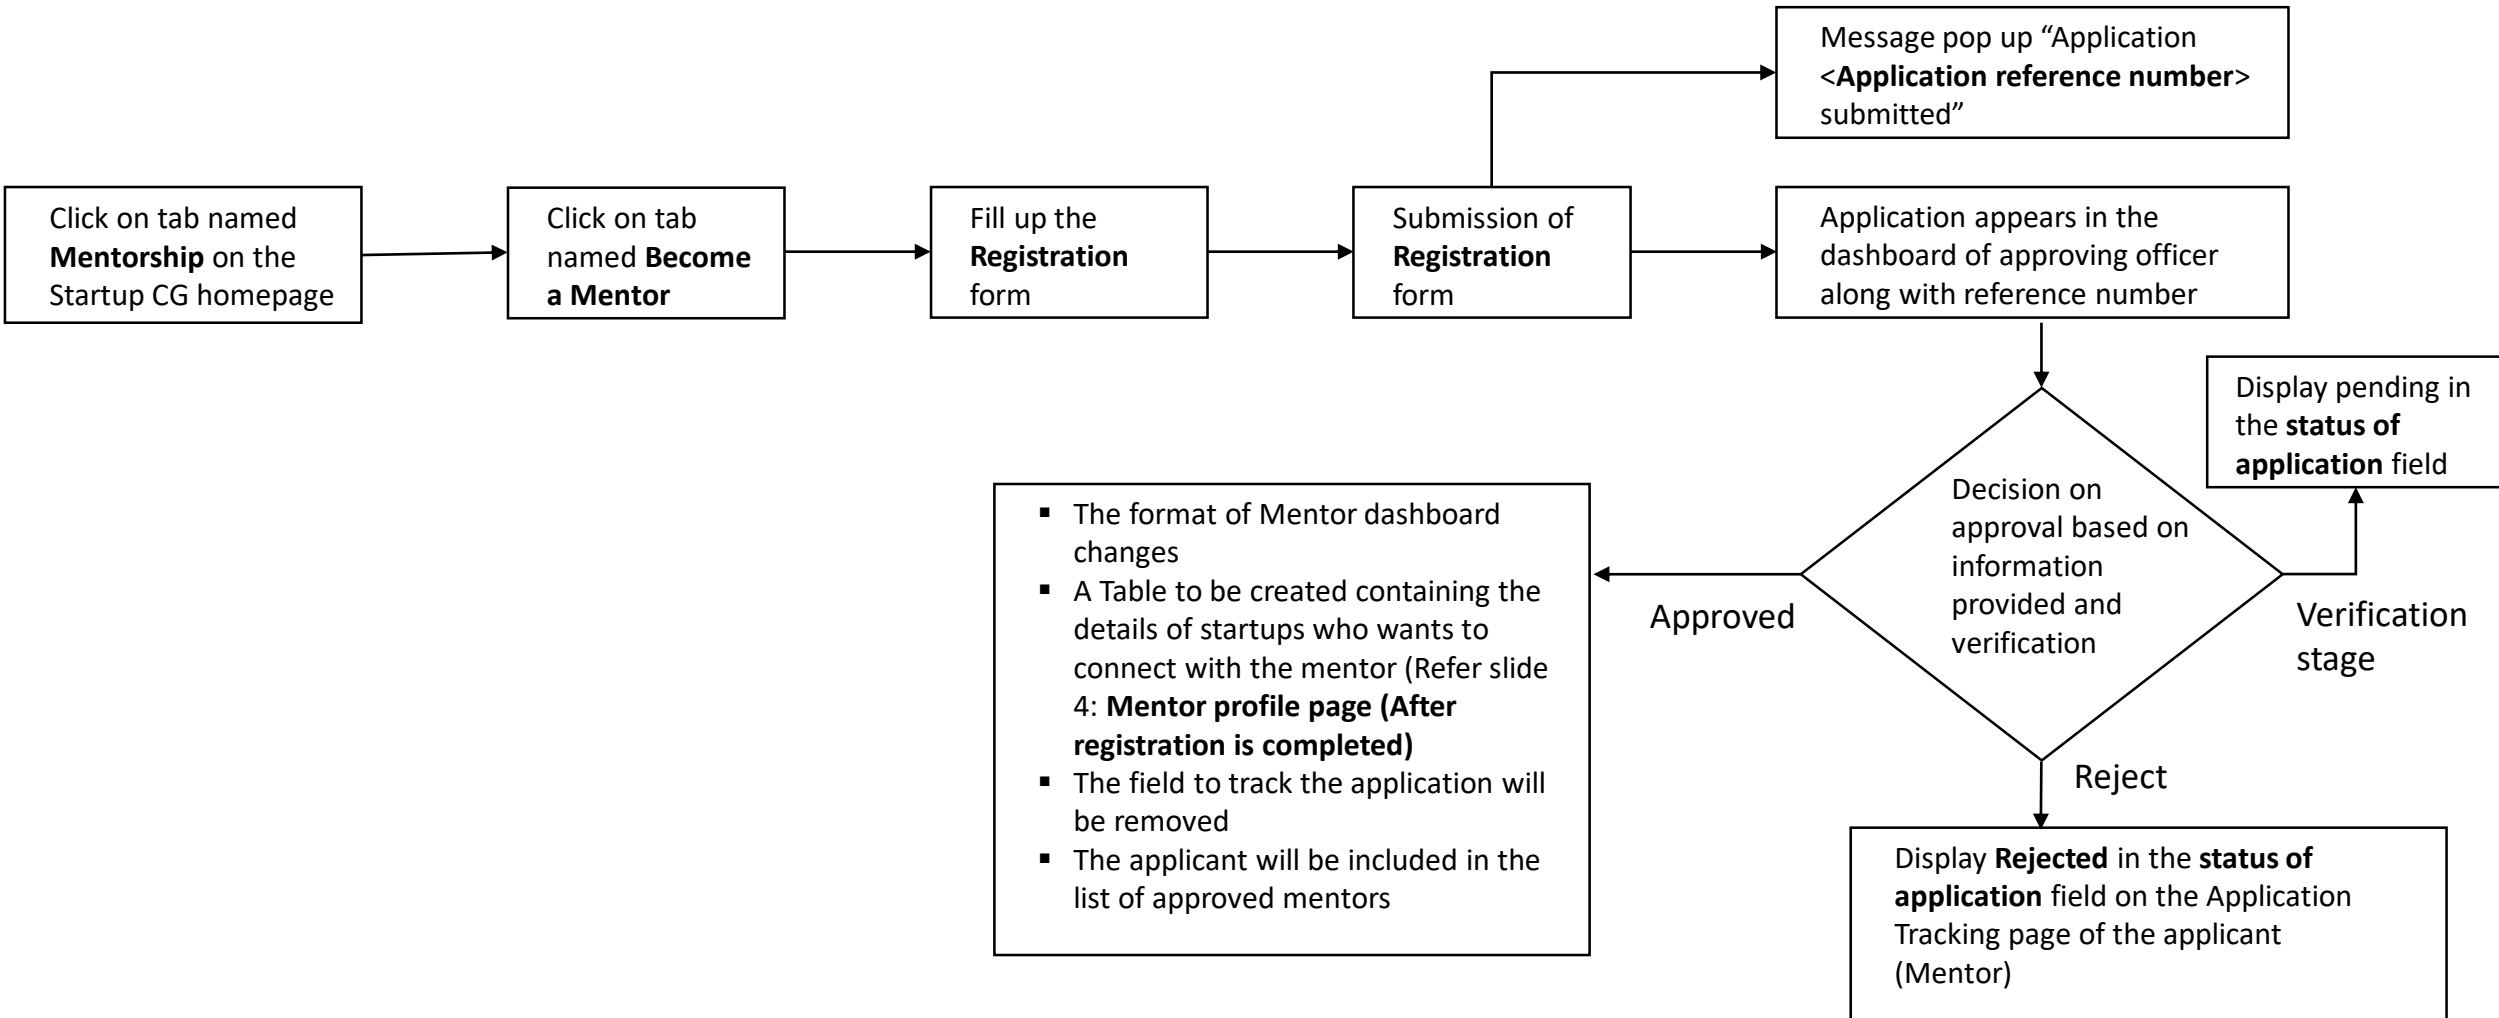 Message pop up “Application
<Application reference number>
submitted”
Click on tab named
Mentorship on the
Startup CG homepage
Click on tab
named Become
a Mentor
Fill up the
Registration
form
Submission of
Registration
form
Application appears in the
dashboard of approving officer
along with reference number
Display pending in
the status of
application field
Decision on
approval based on
information
provided and
verification
Approved
Verification
stage
Reject
▪ The format of Mentor dashboard
changes
▪ A Table to be created containing the
details of startups who wants to
connect with the mentor (Refer slide
4: Mentor profile page (After
registration is completed)
▪ The field to track the application will
be removed
▪ The applicant will be included in the
list of approved mentors
Display Rejected in the status of
application field on the Application
Tracking page of the applicant
(Mentor)